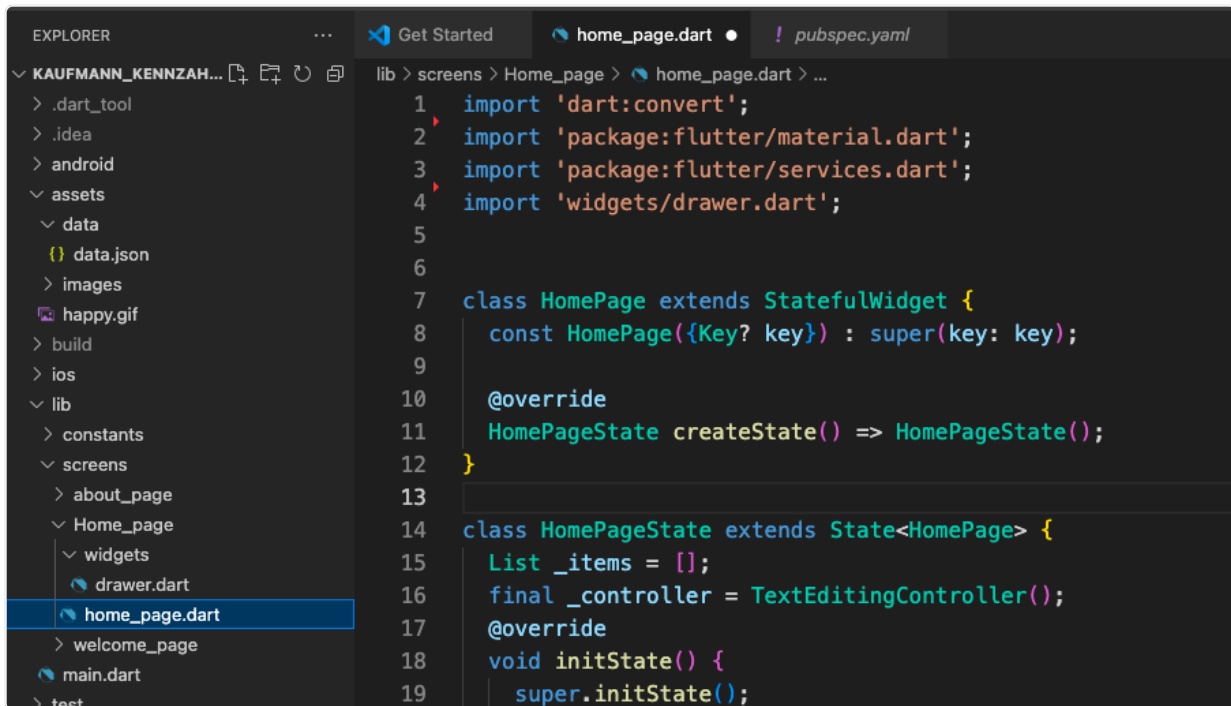 EXPLORER ...
KAUFMANN_KENNZAH...
.dart_tool
.idea
android
assets
data
{} data.json
images
happy.gif
build
ios
lib
constants
screens
about_page
Home_page
widgets
drawer.dart
home_page.dart
welcome_page
main.dart
test
Get Started home_page.dart ● ! pubspec.yaml
lib > screens > Home_page > home_page.dart > ...
1 import 'dart:convert';
2 import 'package:flutter/material.dart';
3 import 'package:flutter/services.dart';
4 import 'widgets/drawer.dart';
5
6
7 class HomePage extends StatefulWidget {
8 const HomePage({Key? key}) : super(key: key);
9
10 @override
11 HomePageState createState() => HomePageState();
12 }
13
14 class HomePageState extends State<HomePage> {
15 List _items = [];
16 final _controller = TextEditingController();
17 @override
18 void initState() {
19 super.initState();